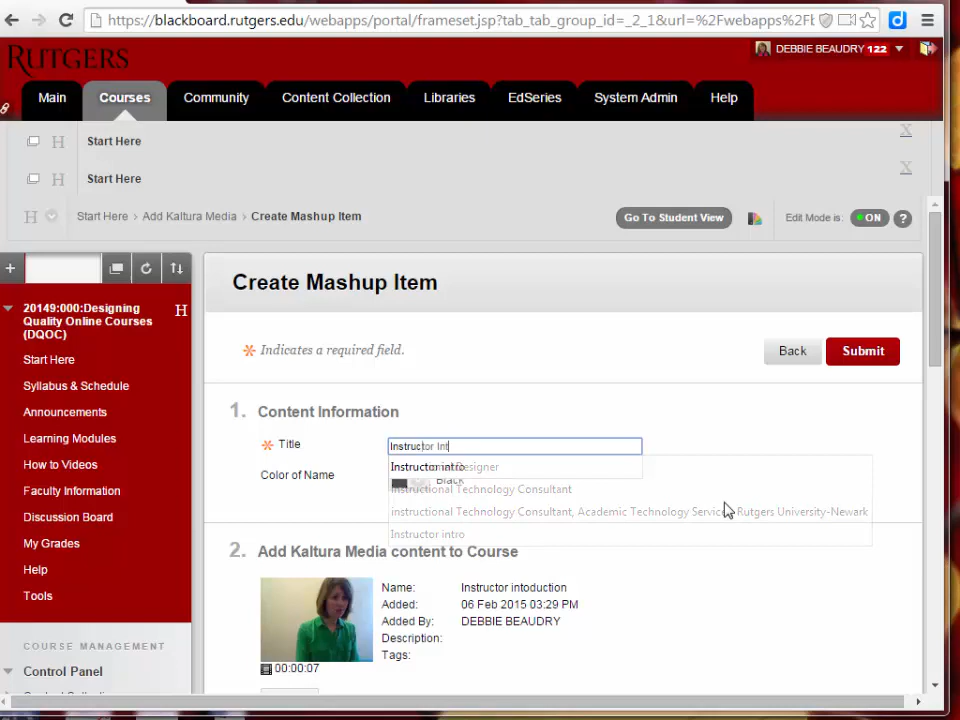 https://blackboard.rutgers.edu/webapps/portal/frameset.jsp?tab_tab_group_id=_2_1&url=%2Fwebapps%2Fb
RUTGERS
DEBBIE BEAUDRY 122
Main Courses Community Content Collection Libraries EdSeries System Admin Help
H Start Here X
H Start Here X
H Start Here > Add Kaltura Media > Create Mashup Item Go To Student View Edit Mode is: ON ?
20149:000:Designing H
Quality Online Courses
(DQOC)
Start Here
Syllabus & Schedule
Announcements
Learning Modules
How to Videos
Faculty Information
Discussion Board
My Grades
Help
Tools
COURSE MANAGEMENT
Control Panel
Create Mashup Item
Indicates a required field. Back Submit
1. Content Information
Title Instructor Int
Instructor intro Designer
Color of Name Black
Instructional Technology Consultant
instructional Technology Consultant, Academic Technology Services Rutgers University-Newark
Instructor intro
2. Add Kaltura Media content to Course
Name: Instructor intoduction
Added: 06 Feb 2015 03:29 PM
Added By: DEBBIE BEAUDRY
Description:
Tags:
00:00:07